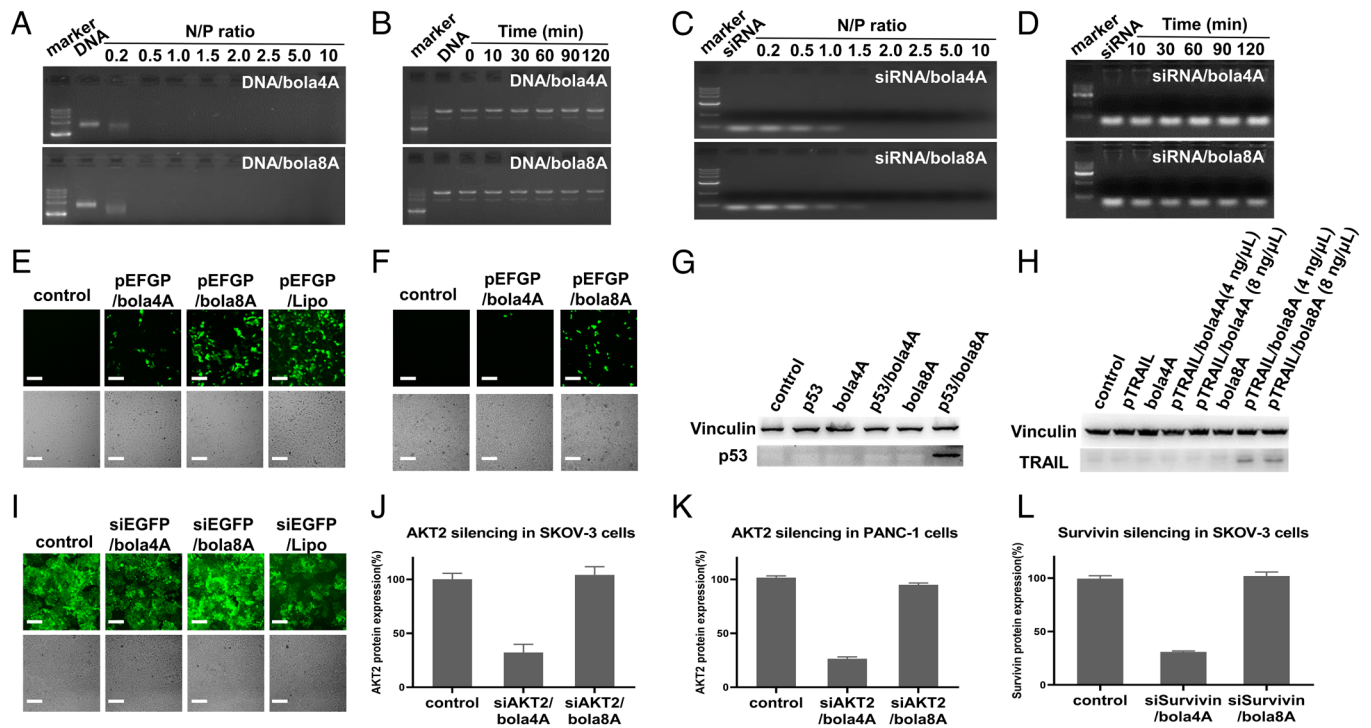 A
marker
DNA
N/P ratio
0.2 0.5 1.0 1.5 2.0 2.5 5.0 10
DNA/bola4A
DNA/bola8A
B
marker
DNA
Time (min)
0 10 30 60 90 120
DNA/bola4A
DNA/bola8A
C
marker
siRNA
N/P ratio
0.2 0.5 1.0 1.5 2.0 2.5 5.0 10
siRNA/bola4A
siRNA/bola8A
D
marker
siRNA
Time (min)
10 30 60 90 120
siRNA/bola4A
siRNA/bola8A
E
control
pEFGP
/bola4A
pEFGP
/bola8A
pEFGP
/Lipo
F
control
pEFGP
/bola4A
pEFGP
/bola8A
G
control
p53
bola4A
p53/bola4A
bola8A
p53/bola8A
Vinculin
p53
H
control
pTRAIL
bola4A
pTRAIL/bola4A(4 ng/μL)
pTRAIL/bola4A (8 ng/μL)
bola8A
pTRAIL/bola8A (4 ng/μL)
pTRAIL/bola8A (8 ng/μL)
Vinculin
TRAIL
I
control
siEGFP
/bola4A
siEGFP
/bola8A
siEGFP
/Lipo
J
AKT2 silencing in SKOV-3 cells
AKT2 protein expression(%)
100
50
0
control
siAKT2/
bola4A
siAKT2/
bola8A
K
AKT2 silencing in PANC-1 cells
AKT2 protein expression(%)
100
50
0
control
siAKT2
/bola4A
siAKT2
/bola8A
L
Survivin silencing in SKOV-3 cells
Survivin protein expression(%)
100
50
0
control
siSurvivin
/bola4A
siSurvivin
/bola8A